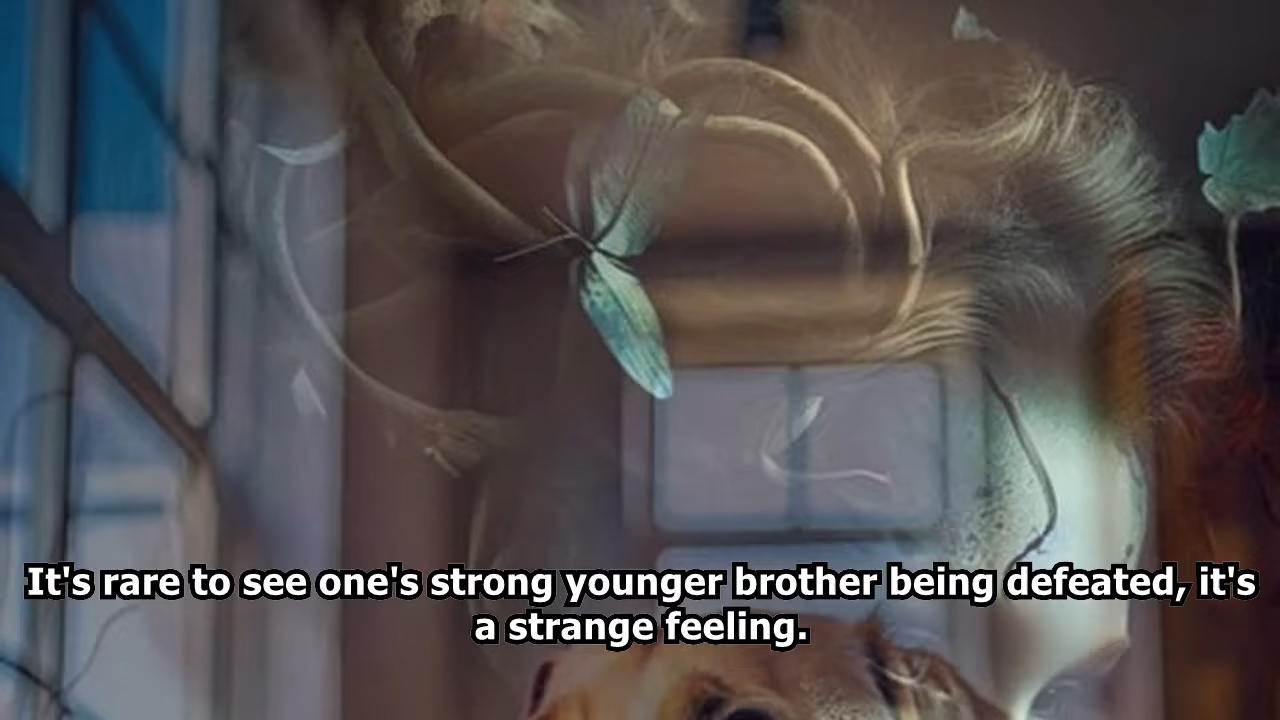 It's rare to see one's strong younger brother being defeated, it's
a strange feeling.